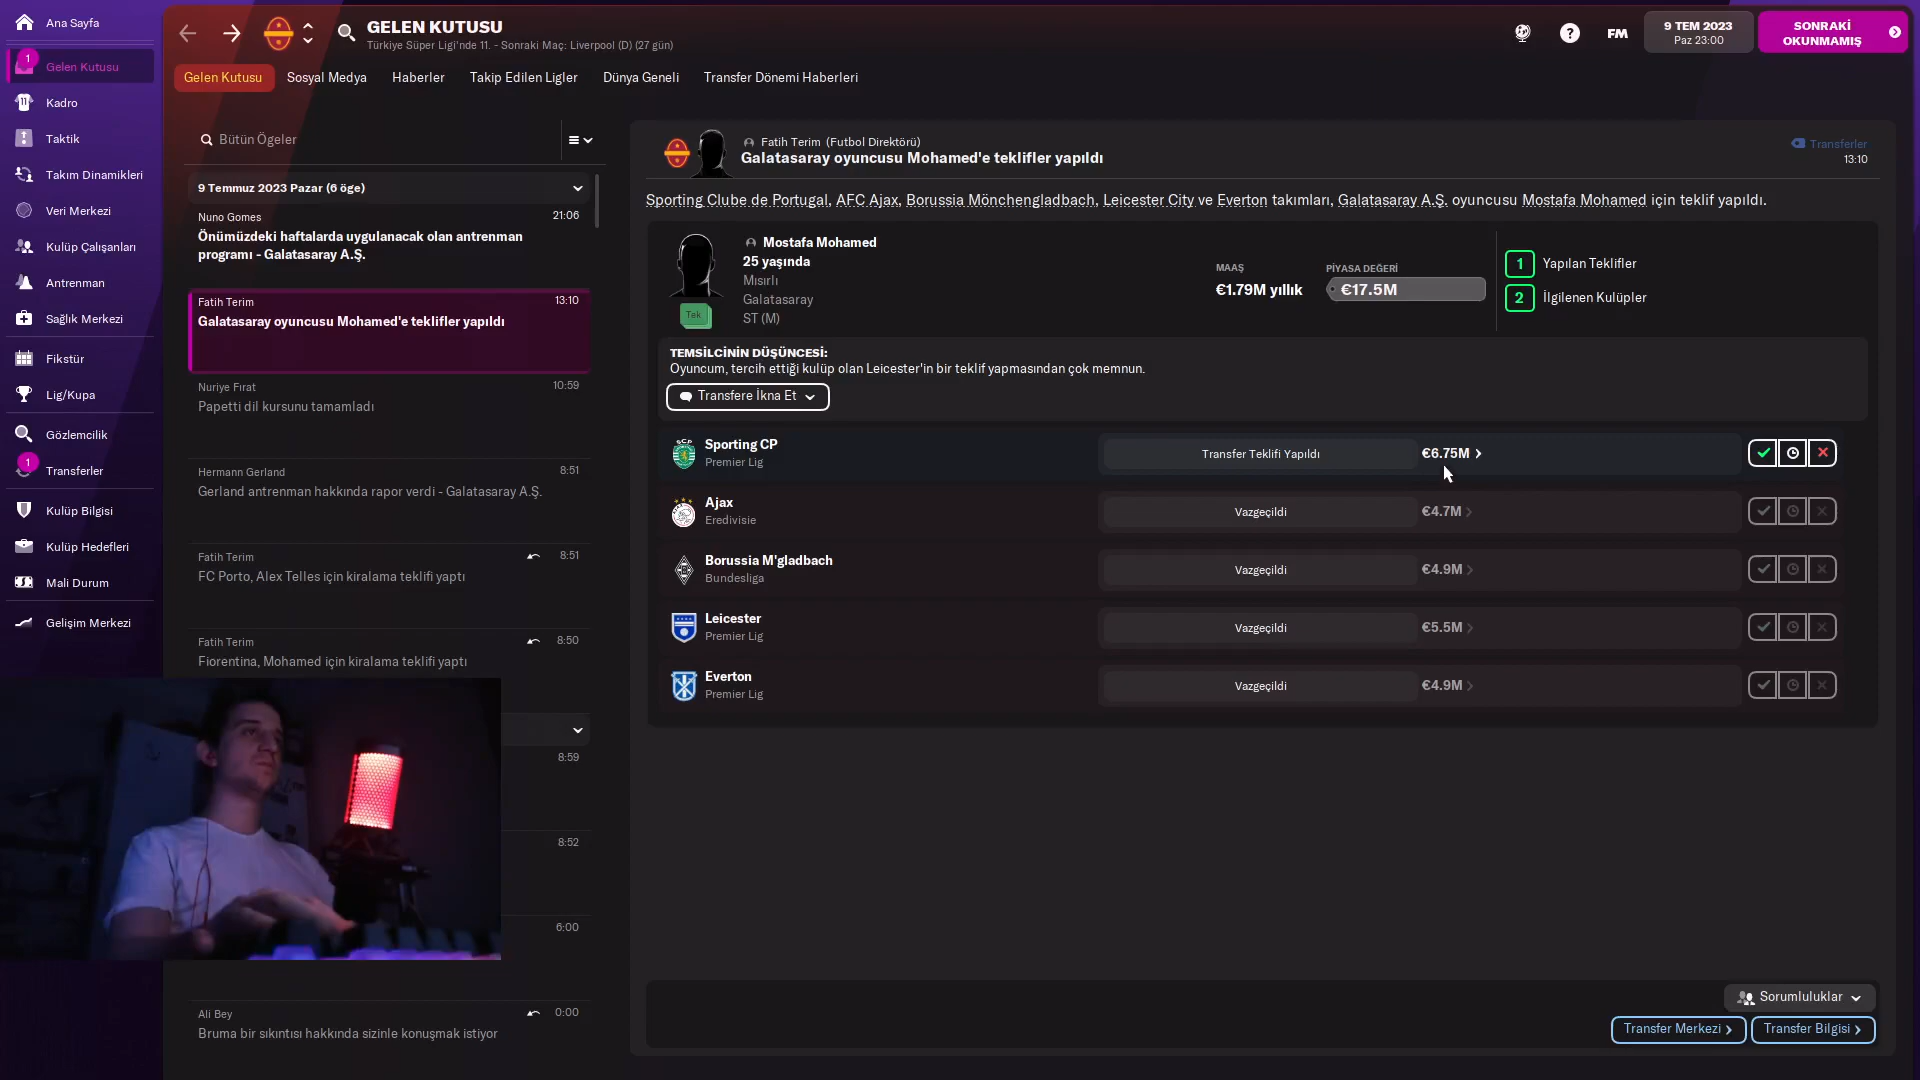 Ana Sayfa
1
Gelen Kutusu
Kadro
Taktik
Takım Dinamikleri
Veri Merkezi
Kulüp Çalışanları
Antrenman
Sağlık Merkezi
Fikstür
Lig/Kupa
Gözlemcilik
1
Transferler
Kulüp Bilgisi
Kulüp Hedefleri
Mali Durum
Gelişim Merkezi
GELEN KUTUSU
Türkiye Süper Ligi'nde 11. - Sonraki Maç: Liverpool (D) (27 gün)
FM
9 TEM 2023
Paz 23:00
SONRAKİ
OKUNMAMIŞ
Gelen Kutusu
Sosyal Medya
Haberler
Takip Edilen Ligler
Dünya Geneli
Transfer Dönemi Haberleri
Bütün Ögeler
9 Temmuz 2023 Pazar (6 öge)
Nuno Gomes
21:06
Önümüzdeki haftalarda uygulanacak olan antrenman
programı - Galatasaray A.Ş.
Fatih Terim
13:10
Galatasaray oyuncusu Mohamed'e teklifler yapıldı
Nuriye Fırat
10:59
Papetti dil kursunu tamamladı
Hermann Gerland
8:51
Gerland antrenman hakkında rapor verdi - Galatasaray A.Ş.
Fatih Terim
8:51
FC Porto, Alex Telles için kiralama teklifi yaptı
Fatih Terim
8:50
Fiorentina, Mohamed için kiralama teklifi yaptı
8:59
8:52
6:00
Ali Bey
0:00
Bruma bir sıkıntısı hakkında sizinle konuşmak istiyor
Fatih Terim (Futbol Direktörü)
Galatasaray oyuncusu Mohamed'e teklifler yapıldı
Transferler
13:10
Sporting Clube de Portugal, AFC Ajax, Borussia Mönchengladbach, Leicester City ve Everton takımları, Galatasaray A.Ş. oyuncusu Mostafa Mohamed için teklif yapıldı.
Mostafa Mohamed
25 yaşında
Mısırlı
Galatasaray
ST (M)
Tek
MAAŞ
€1.79M yıllık
PİYASA DEĞERİ
€17.5M
1 Yapılan Teklifler
2 İlgilenen Kulüpler
TEMSİLCİNİN DÜŞÜNCESİ:
Oyuncum, tercih ettiği kulüp olan Leicester'in bir teklif yapmasından çok memnun.
Transfere İkna Et
SCP
Sporting CP
Premier Lig
Transfer Teklifi Yapıldı
€6.75M
Ajax
Eredivisie
Vazgeçildi
€4.7M
Borussia M'gladbach
Bundesliga
Vazgeçildi
€4.9M
Leicester
Premier Lig
Vazgeçildi
€5.5M
Everton
Premier Lig
Vazgeçildi
€4.9M
Sorumluluklar
Transfer Merkezi
Transfer Bilgisi